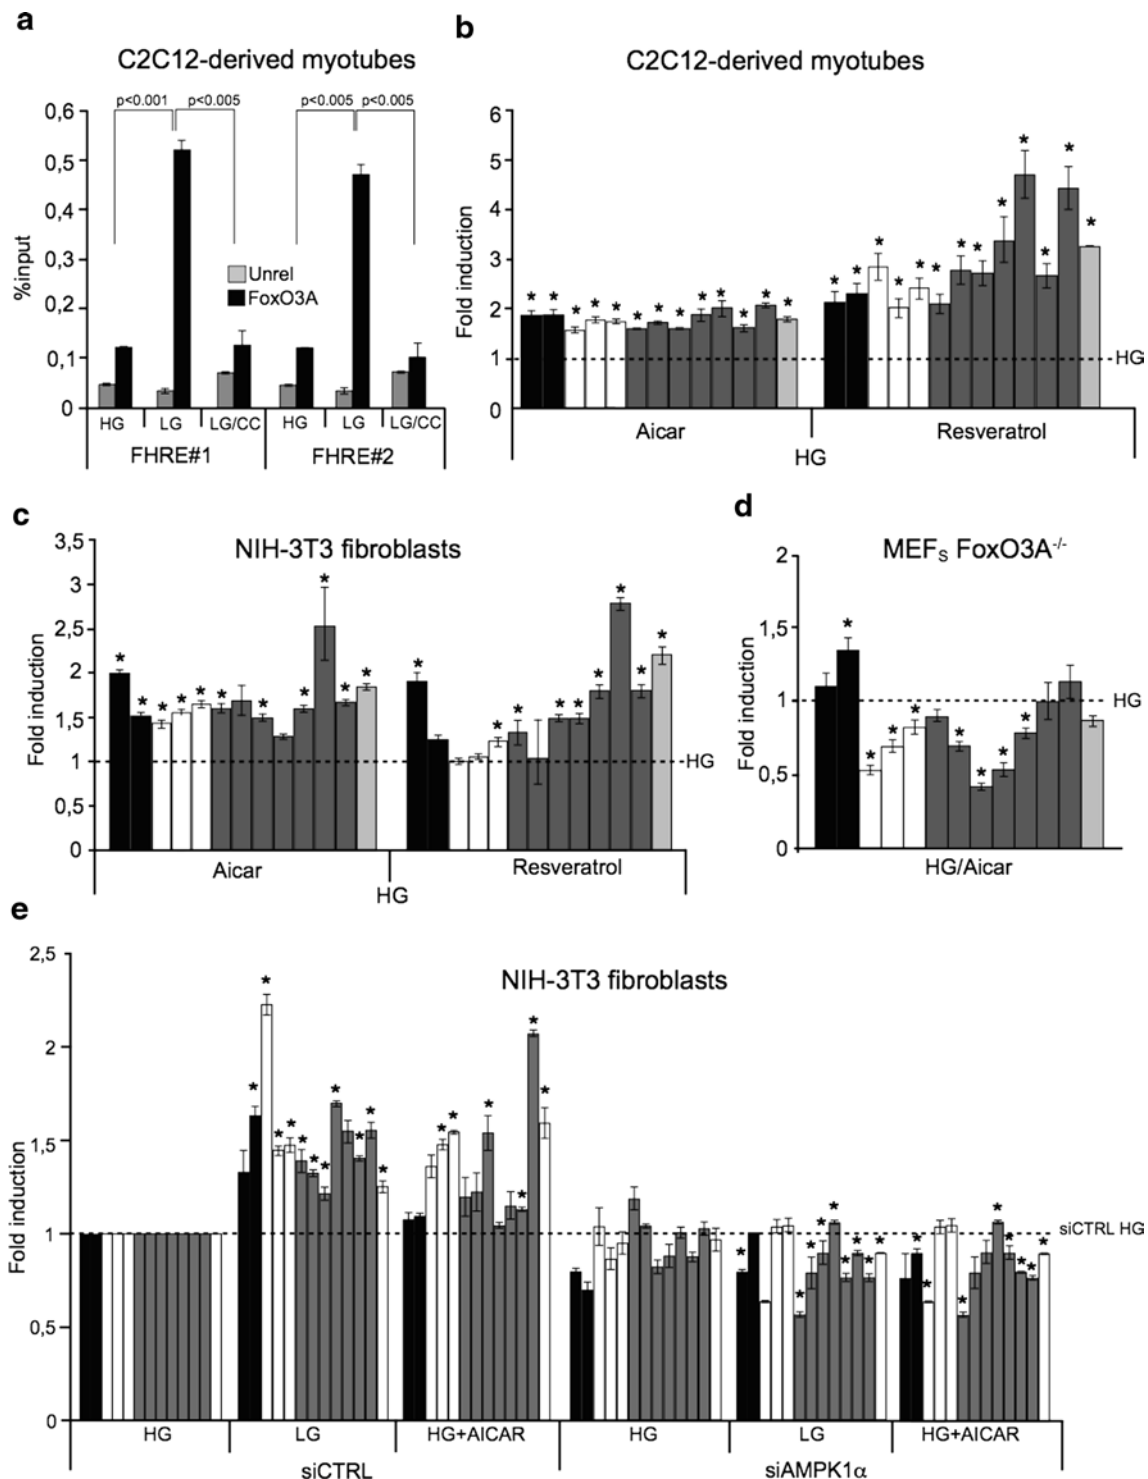 a
C2C12-derived myotubes
p<0.001 p<0.005 p<0.005 p<0.005
0,6
0,5
0,4
0,3
0,2
0,1
0
%input
Unrel
FoxO3A
HG LG LG/CC HG LG LG/CC
FHRE#1 FHRE#2
b
C2C12-derived myotubes
6
5
4
3
2
1
0
Fold induction
* * * * * * * * * * * * * * * * * * * * * * * * * *
HG
Aicar Resveratrol
HG
c
NIH-3T3 fibroblasts
3,5
3
2,5
2
1,5
1
0,5
0
Fold induction
* * * * * * * * * * * * * * * * * * * *
HG
Aicar Resveratrol
HG
d
MEFs FoxO3A-/-
2
1,5
1
0,5
0
Fold induction
* * * * * * * *
HG
HG/Aicar
e
NIH-3T3 fibroblasts
2,5
2
1,5
1
0,5
0
Fold induction
siCTRL HG
HG LG HG+AICAR HG LG HG+AICAR
siCTRL siAMPK1α